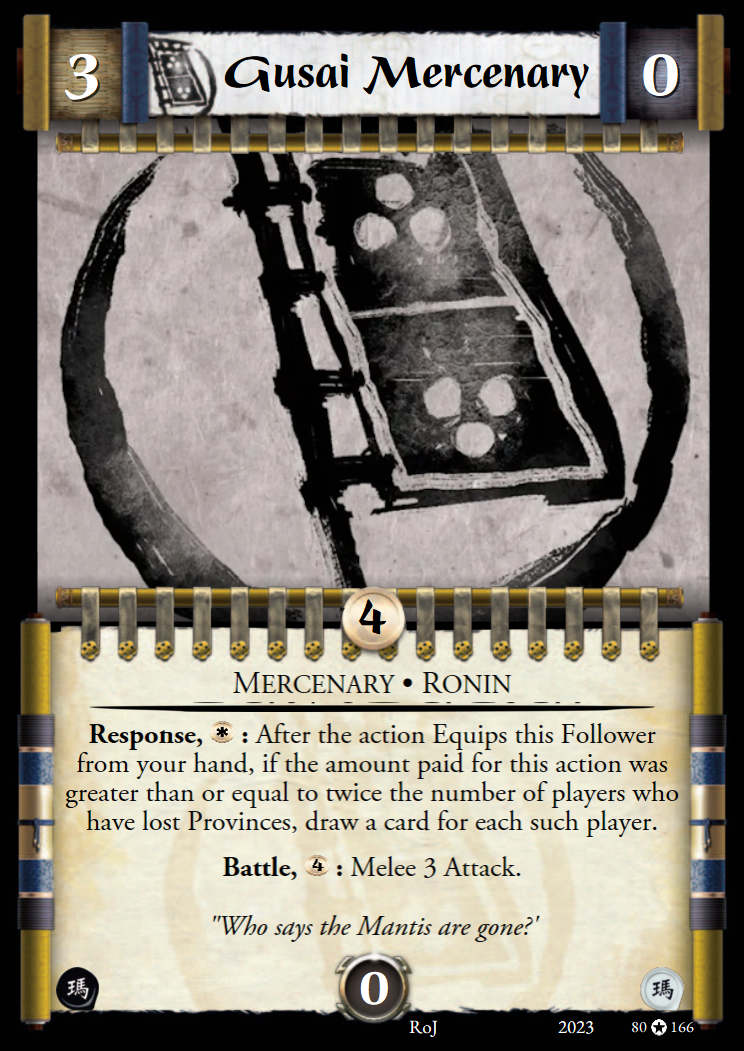 3 Gusai Mercenary 0
4
MERCENARY • RONIN
Response, * : After the action Equips this Follower
from your hand, if the amount paid for this action was
greater than or equal to twice the number of players who
have lost Provinces, draw a card for each such player.
Battle, 4 : Melee 3 Attack.
"Who says the Mantis are gone?'
瑪 0 瑪
RoJ 2023 80 ✪ 166